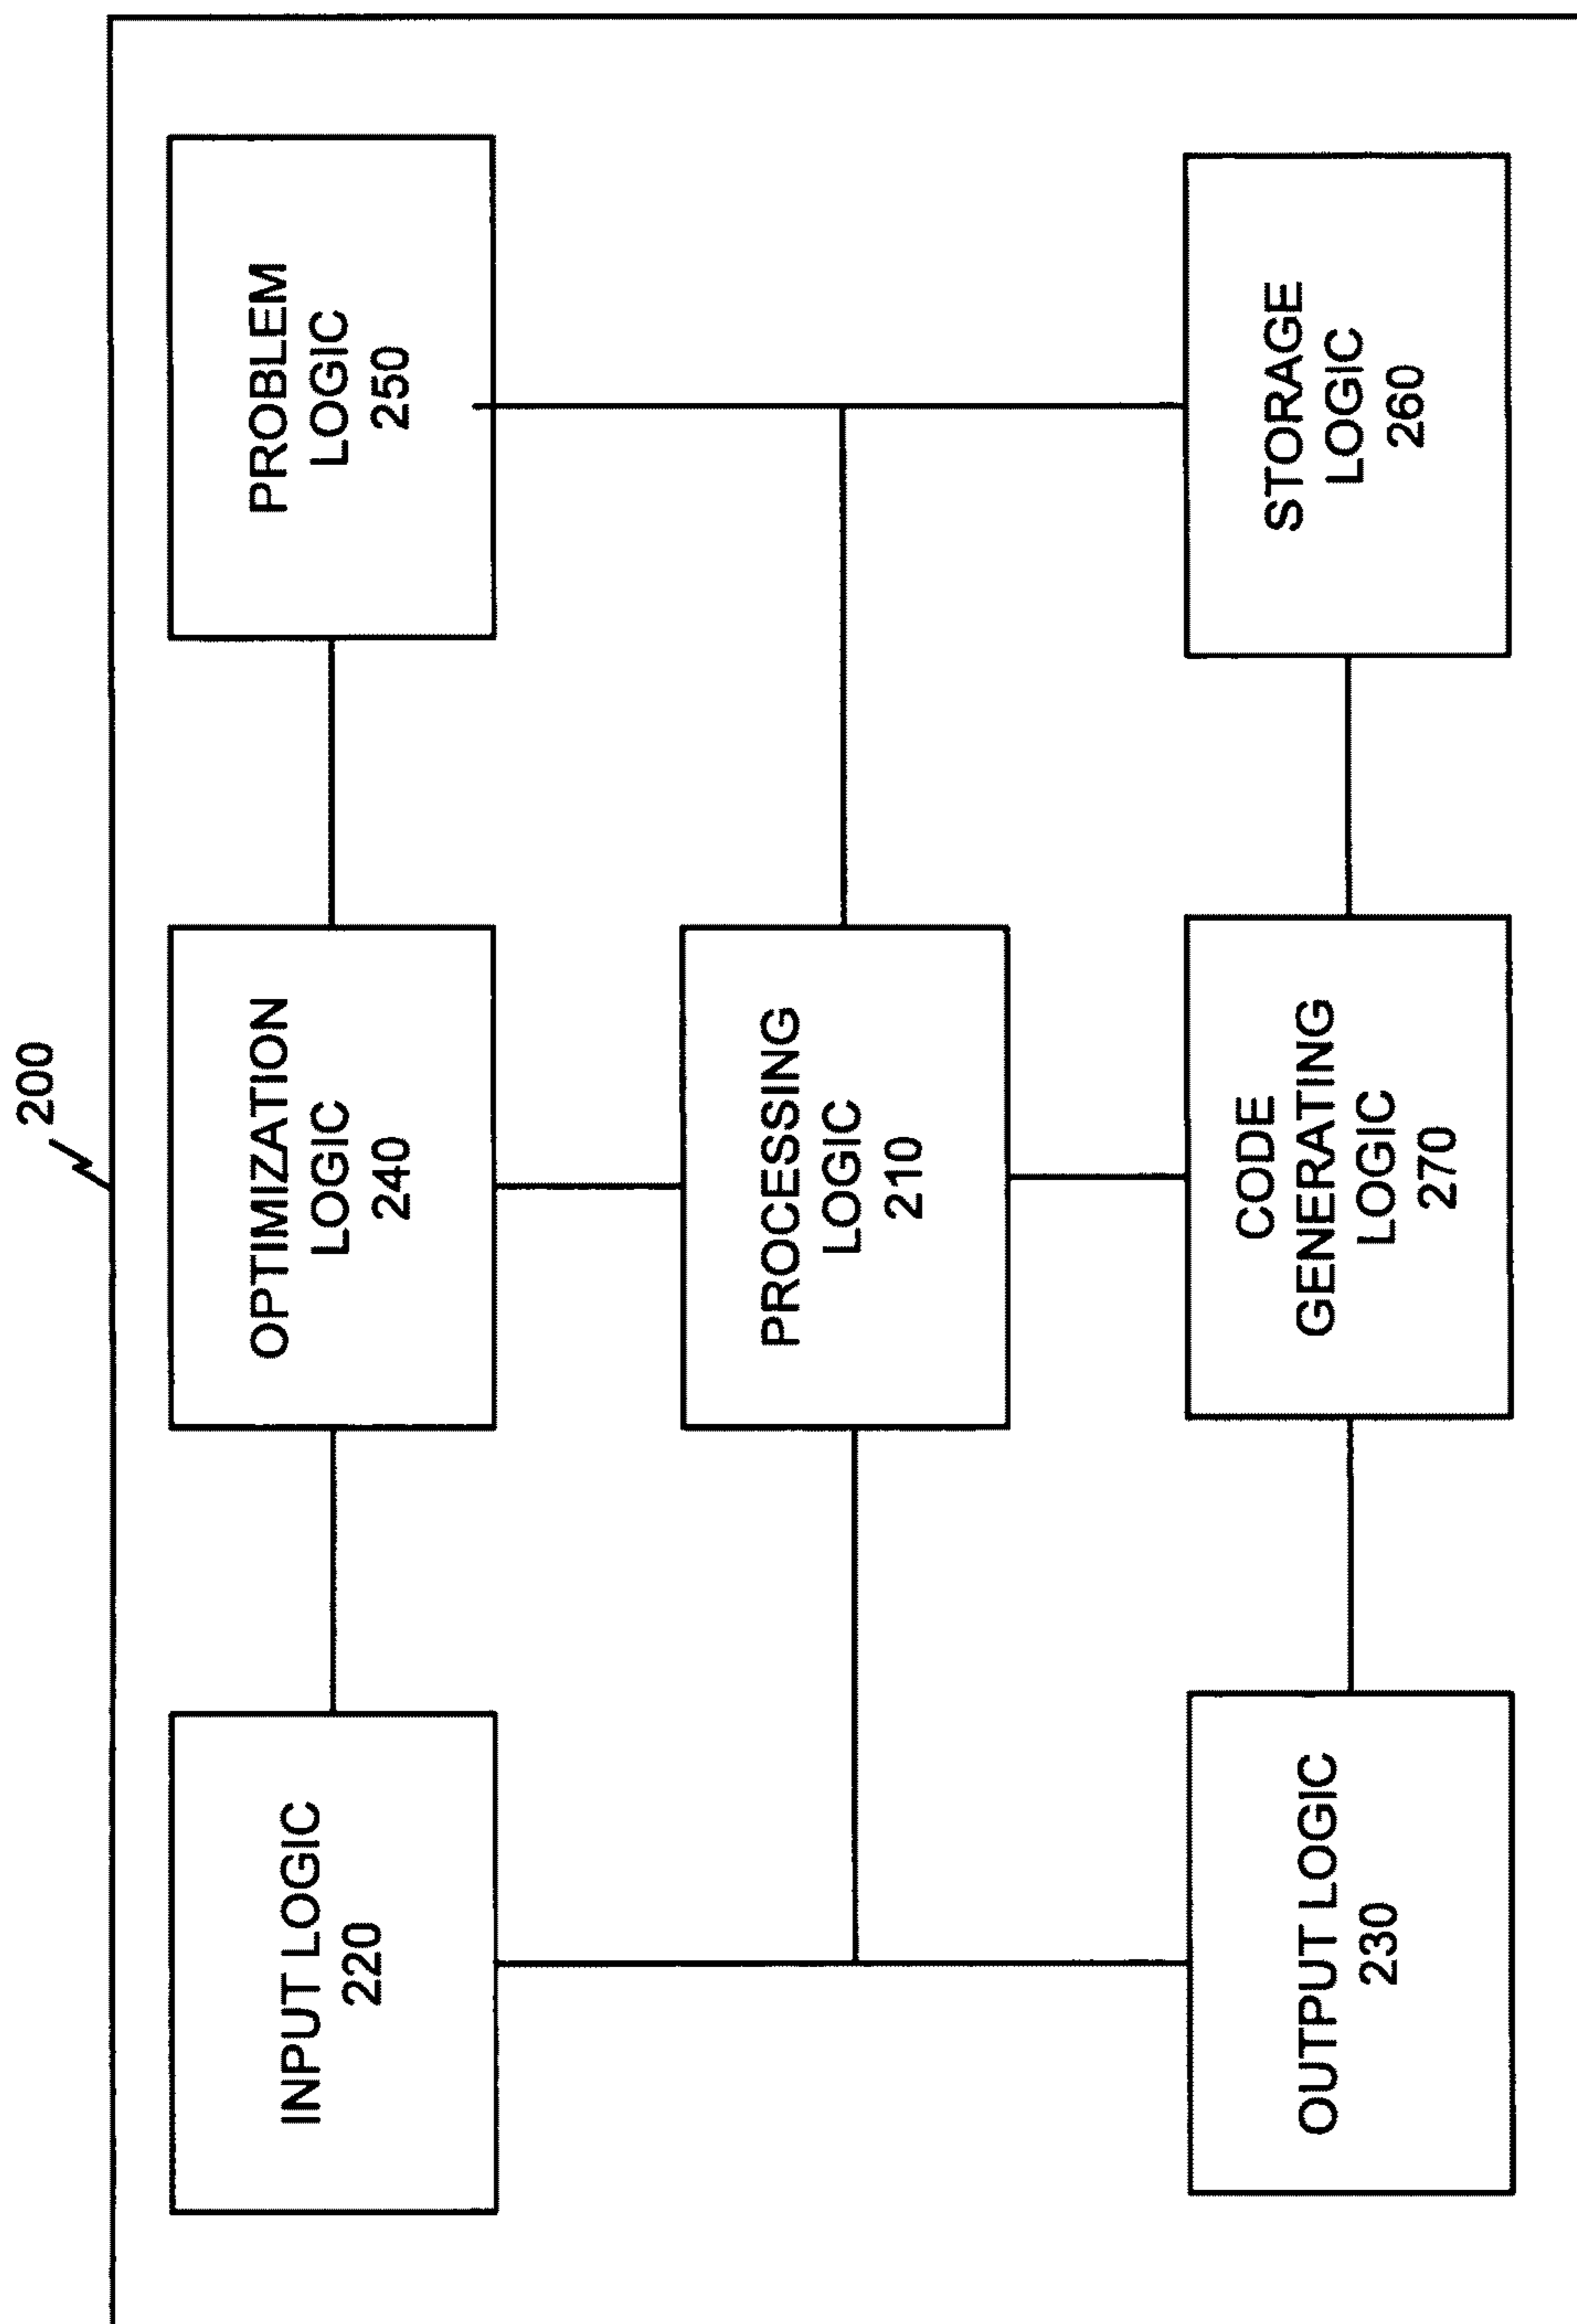 200
INPUT LOGIC
220
OPTIMIZATION
LOGIC
240
PROBLEM
LOGIC
250
PROCESSING
LOGIC
210
OUTPUT LOGIC
230
CODE
GENERATING
LOGIC
270
STORAGE
LOGIC
260